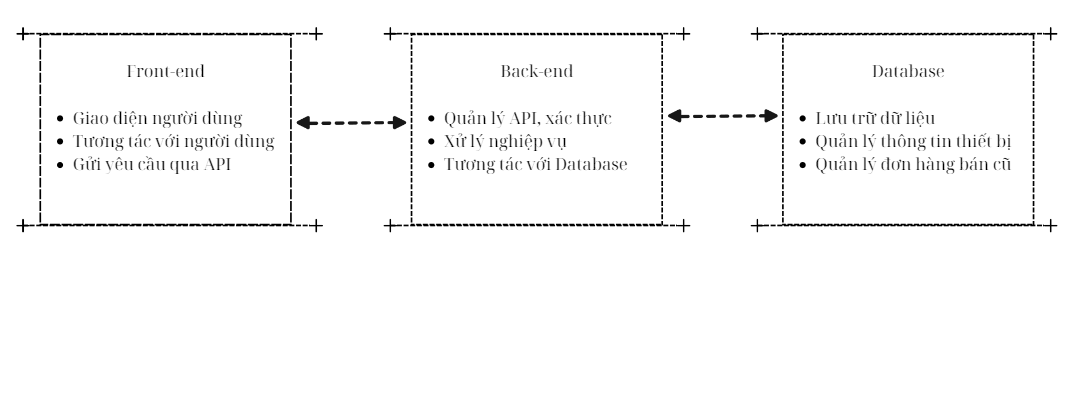 Front-end
• Giao diện người dùng
• Tương tác với người dùng
• Gửi yêu cầu qua API
Back-end
• Quản lý API, xác thực
• Xử lý nghiệp vụ
• Tương tác với Database
Database
• Lưu trữ dữ liệu
• Quản lý thông tin thiết bị
• Quản lý đơn hàng bán cũ